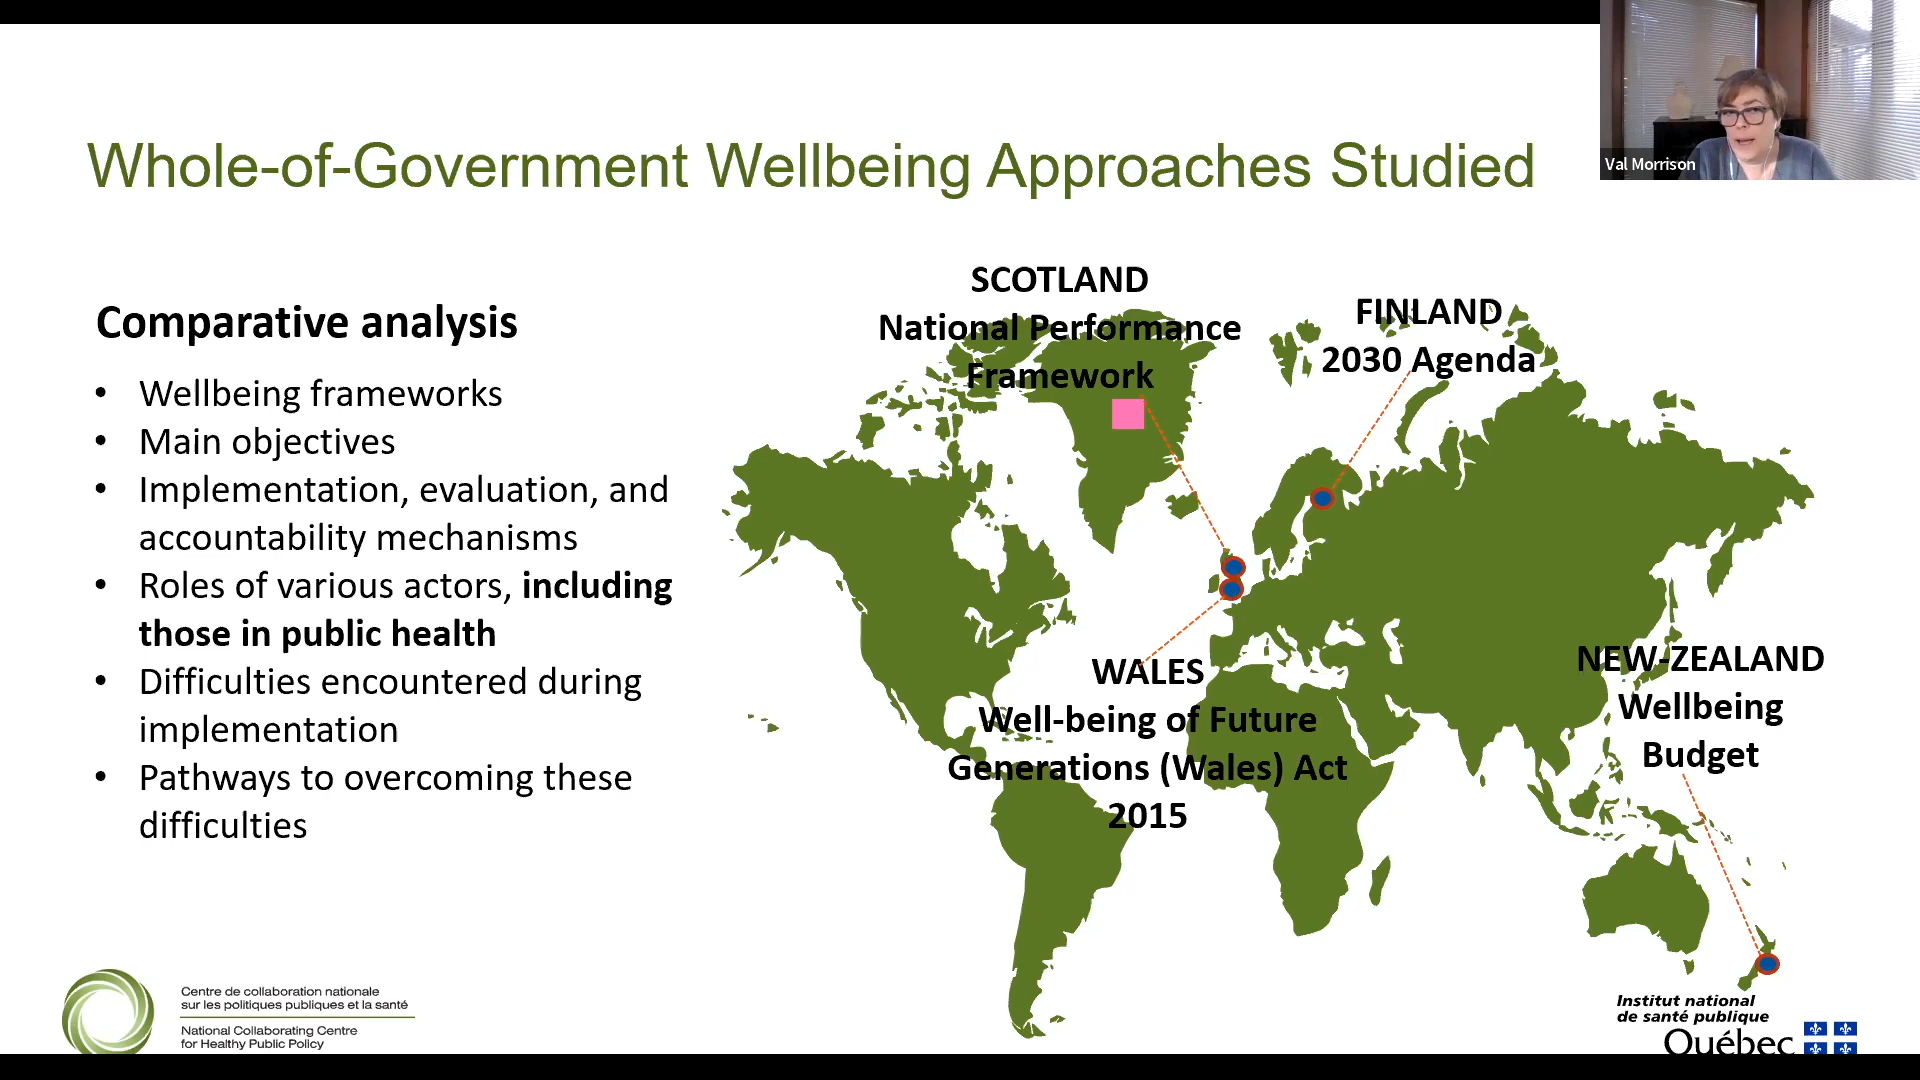 Val Morrison
Whole-of-Government Wellbeing Approaches Studied
Comparative analysis
• Wellbeing frameworks
• Main objectives
• Implementation, evaluation, and
accountability mechanisms
• Roles of various actors, including
those in public health
• Difficulties encountered during
implementation
• Pathways to overcoming these
difficulties
SCOTLAND
National Performance
Framework
FINLAND
2030 Agenda
WALES
Well-being of Future
Generations (Wales) Act
2015
NEW-ZEALAND
Wellbeing
Budget
Centre de collaboration nationale
sur les politiques publiques et la santé
National Collaborating Centre
for Healthy Public Policy
Institut national
de santé publique
Québec